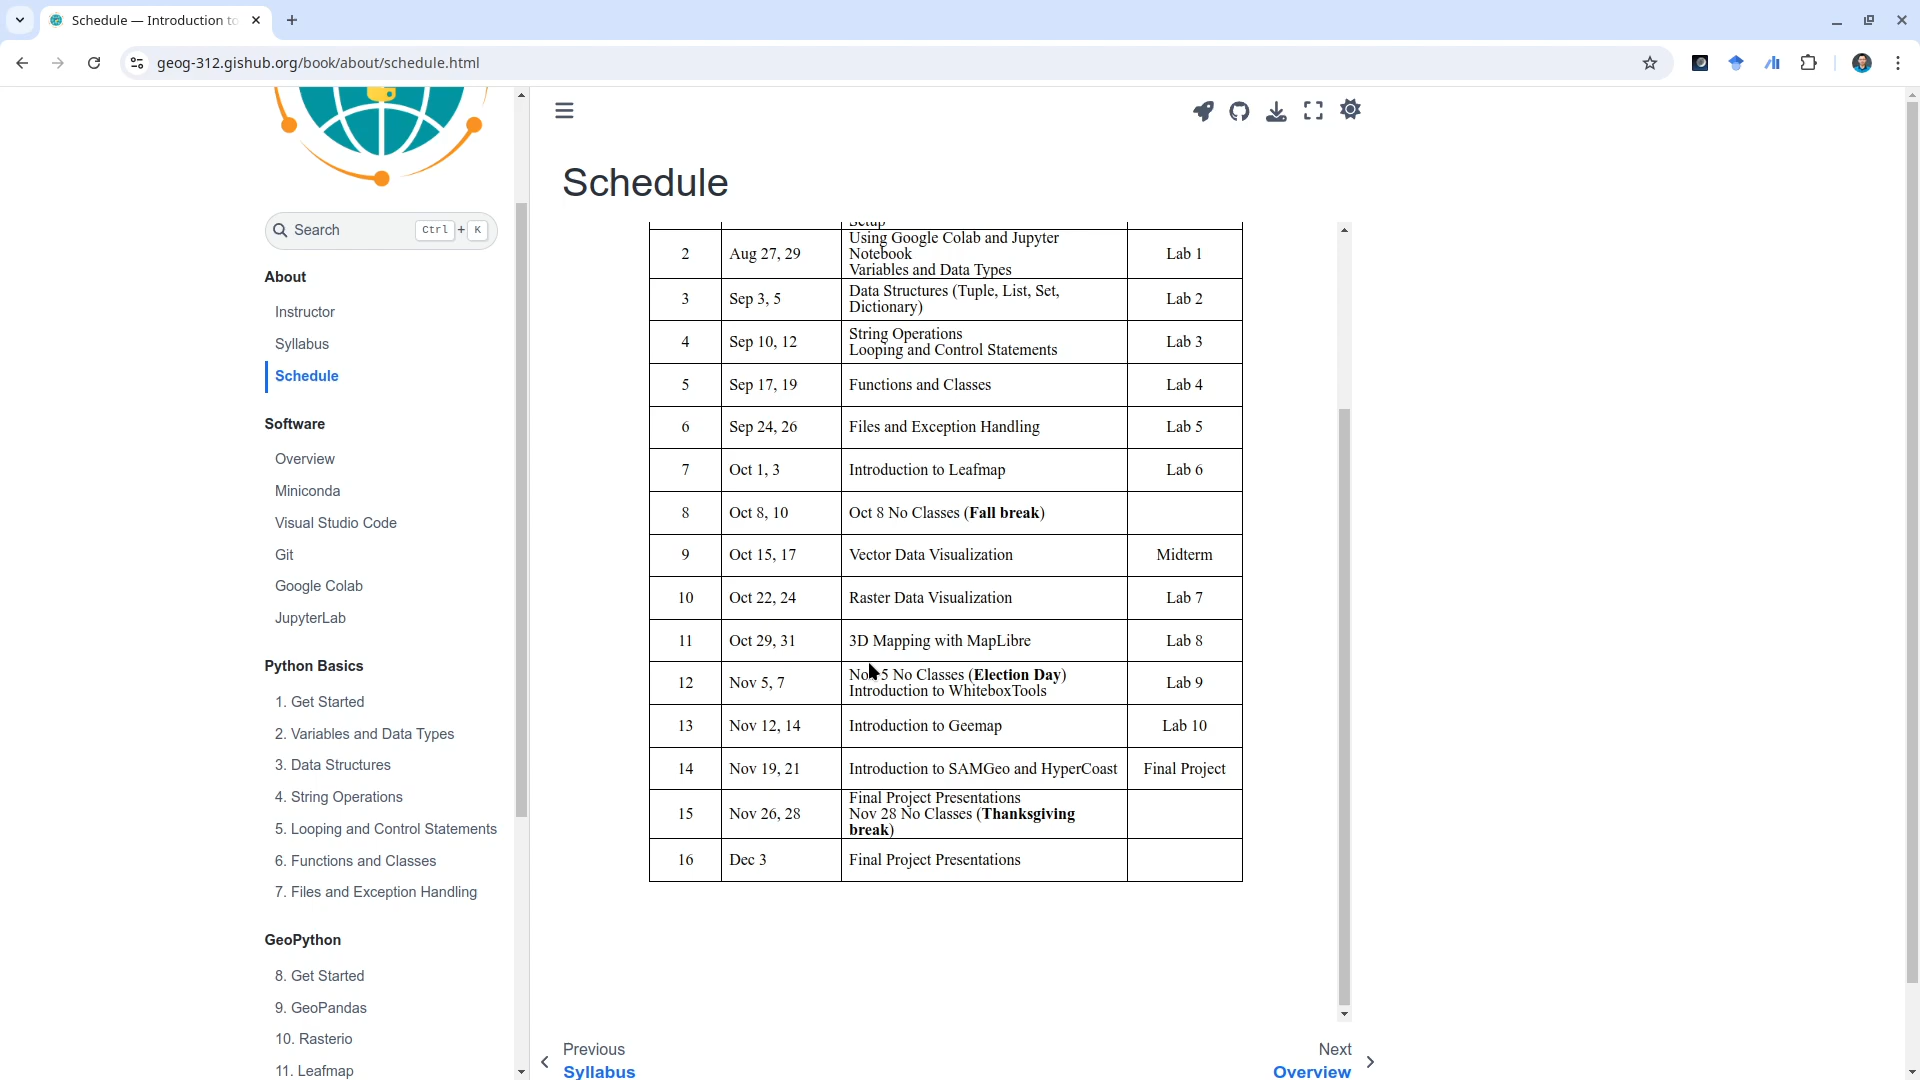 Schedule — Introduction to
geog-312.gishub.org/book/about/schedule.html
Search Ctrl + K
About
Instructor
Syllabus
Schedule
Software
Overview
Miniconda
Visual Studio Code
Git
Google Colab
JupyterLab
Python Basics
1. Get Started
2. Variables and Data Types
3. Data Structures
4. String Operations
5. Looping and Control Statements
6. Functions and Classes
7. Files and Exception Handling
GeoPython
8. Get Started
9. GeoPandas
10. Rasterio
11. Leafmap
Schedule
Setup
2 Aug 27, 29 Using Google Colab and Jupyter
Notebook
Variables and Data Types Lab 1
3 Sep 3, 5 Data Structures (Tuple, List, Set,
Dictionary) Lab 2
4 Sep 10, 12 String Operations
Looping and Control Statements Lab 3
5 Sep 17, 19 Functions and Classes Lab 4
6 Sep 24, 26 Files and Exception Handling Lab 5
7 Oct 1, 3 Introduction to Leafmap Lab 6
8 Oct 8, 10 Oct 8 No Classes (Fall break)
9 Oct 15, 17 Vector Data Visualization Midterm
10 Oct 22, 24 Raster Data Visualization Lab 7
11 Oct 29, 31 3D Mapping with MapLibre Lab 8
12 Nov 5, 7 Nov 5 No Classes (Election Day)
Introduction to WhiteboxTools Lab 9
13 Nov 12, 14 Introduction to Geemap Lab 10
14 Nov 19, 21 Introduction to SAMGeo and HyperCoast Final Project
15 Nov 26, 28 Final Project Presentations
Nov 28 No Classes (Thanksgiving
break)
16 Dec 3 Final Project Presentations
Previous
Syllabus
Next
Overview